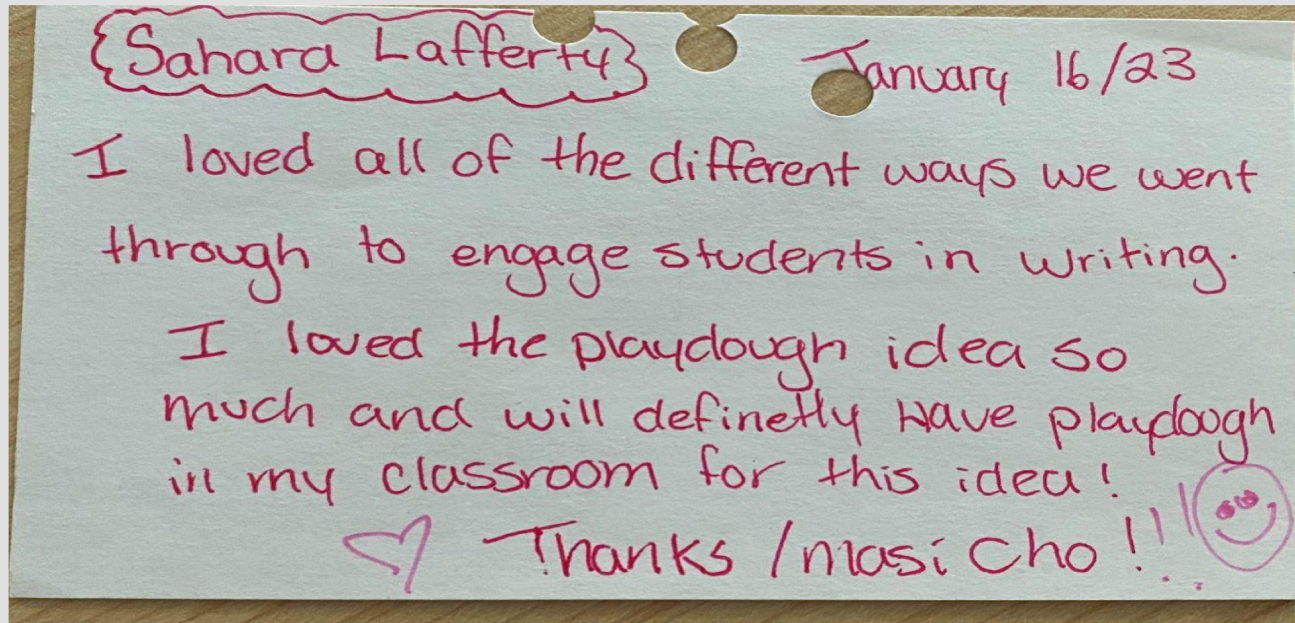 {Sahara Lafferty}
January 16/23
I loved all of the different ways we went
through to engage students in writing.
I loved the playdough idea so
much and will definetly have playdough
in my classroom for this idea!
Thanks /masi cho!!!